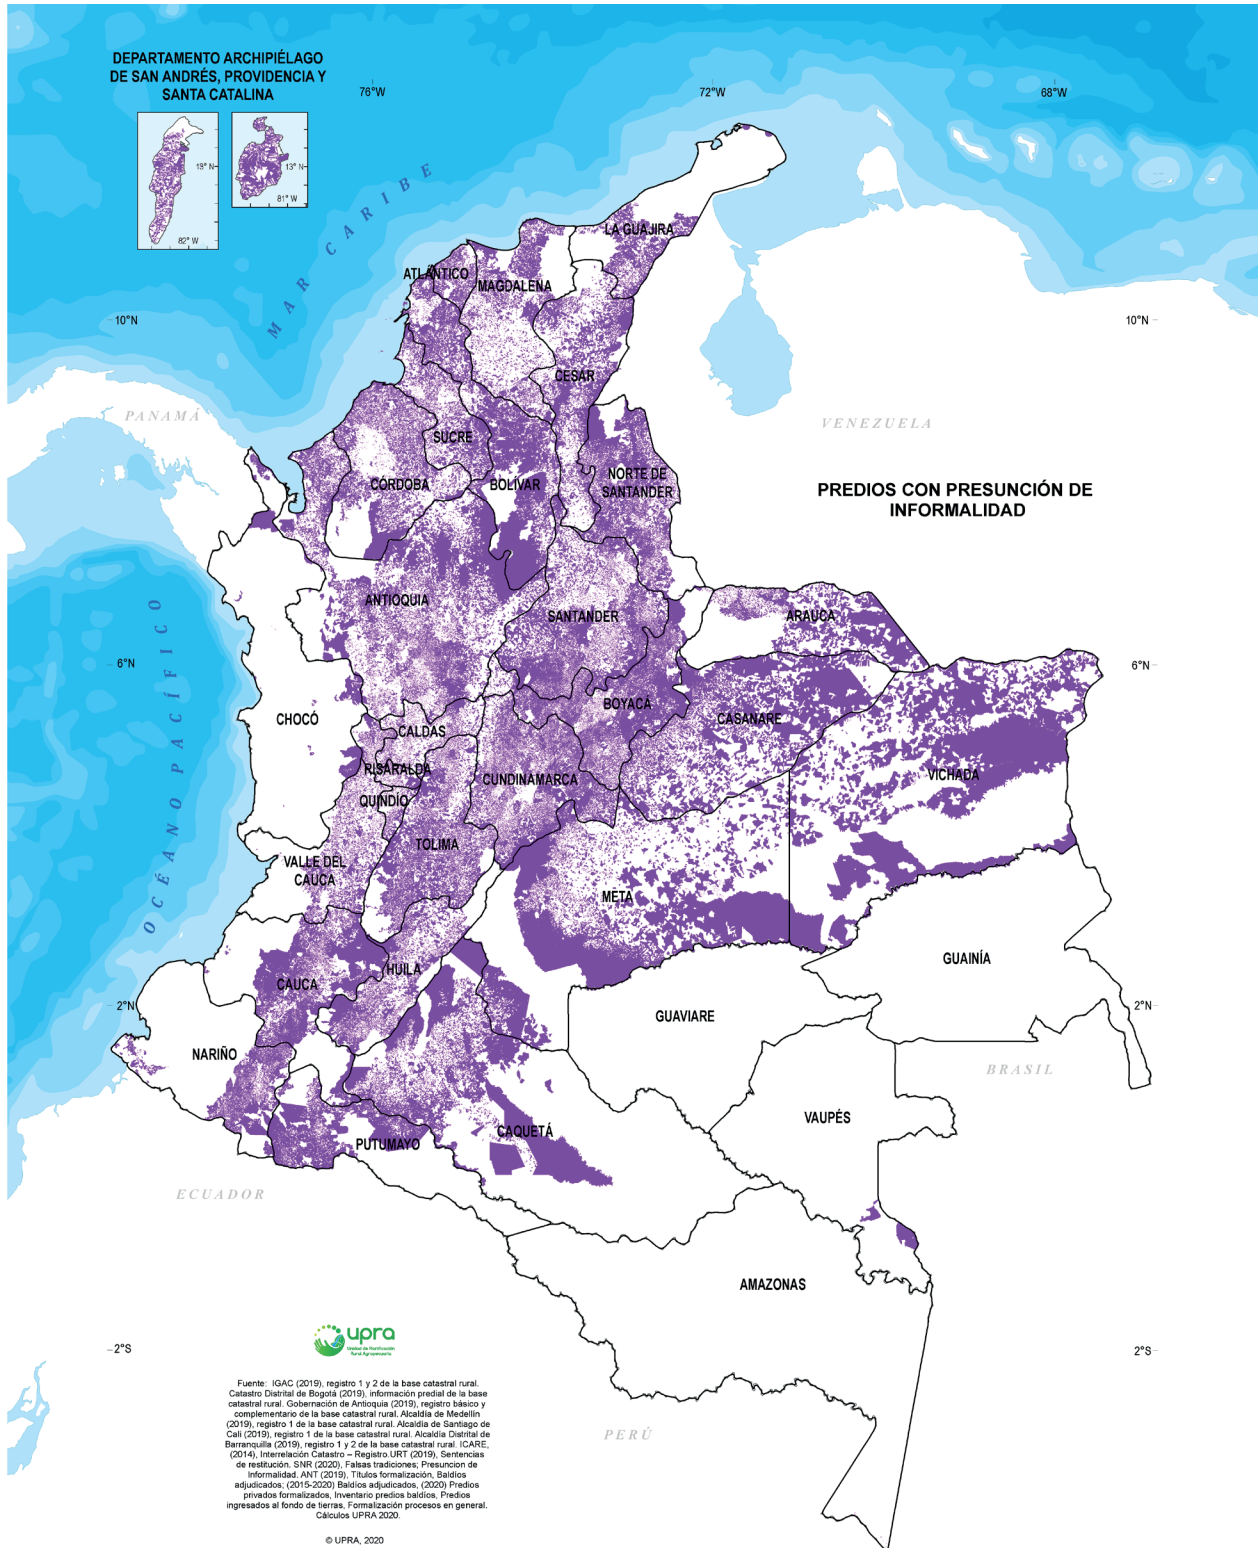 DEPARTAMENTO ARCHIPIÉLAGO
DE SAN ANDRÉS, PROVIDENCIA Y
SANTA CATALINA
76°W
72°W
68°W
13° N
82° W
13° N
81° W
MAR CARIBE
LA GUAJIRA
ATLÁNTICO
MAGDALENA
10°N
10°N
CESAR
PANAMÁ
VENEZUELA
SUCRE
CÓRDOBA
BOLÍVAR
NORTE DE
SANTANDER
PREDIOS CON PRESUNCIÓN DE
INFORMALIDAD
ANTIOQUIA
SANTANDER
ARAUCA
OCÉANO PACÍFICO
6°N
6°N
CHOCÓ
BOYACÁ
CASANARE
CALDAS
RISARALDA
CUNDINAMARCA
VICHADA
QUINDÍO
TOLIMA
VALLE DEL
CAUCA
META
HUILA
CAUCA
GUAINÍA
2°N
2°N
GUAVIARE
NARIÑO
BRASIL
VAUPÉS
CAQUETÁ
PUTUMAYO
ECUADOR
AMAZONAS
upra
Unidad de Planificación
Rural Agropecuaria
2°S
2°S
Fuente: IGAC (2019), registro 1 y 2 de la base catastral rural.
Catastro Distrital de Bogotá (2019), información predial de la base
catastral rural. Gobernación de Antioquia (2019), registro básico y
complementario de la base catastral rural. Alcaldía de Medellín
(2019), registro 1 de la base catastral rural. Alcaldía de Santiago de
Cali (2019), registro 1 de la base catastral rural. Alcaldía Distrital de
Barranquilla (2019), registro 1 y 2 de la base catastral rural. ICARE,
(2014), Interrelación Catastro – Registro.URT (2019), Sentencias
de restitución. SNR (2020), Falsas tradiciones; Presuncion de
Informalidad. ANT (2019), Títulos formalización, Baldíos
adjudicados; (2015-2020) Baldíos adjudicados, (2020) Predios
privados formalizados, Inventario predios baldíos, Predios
ingresados al fondo de tierras, Formalización procesos en general.
Cálculos UPRA 2020.
© UPRA, 2020
PERÚ